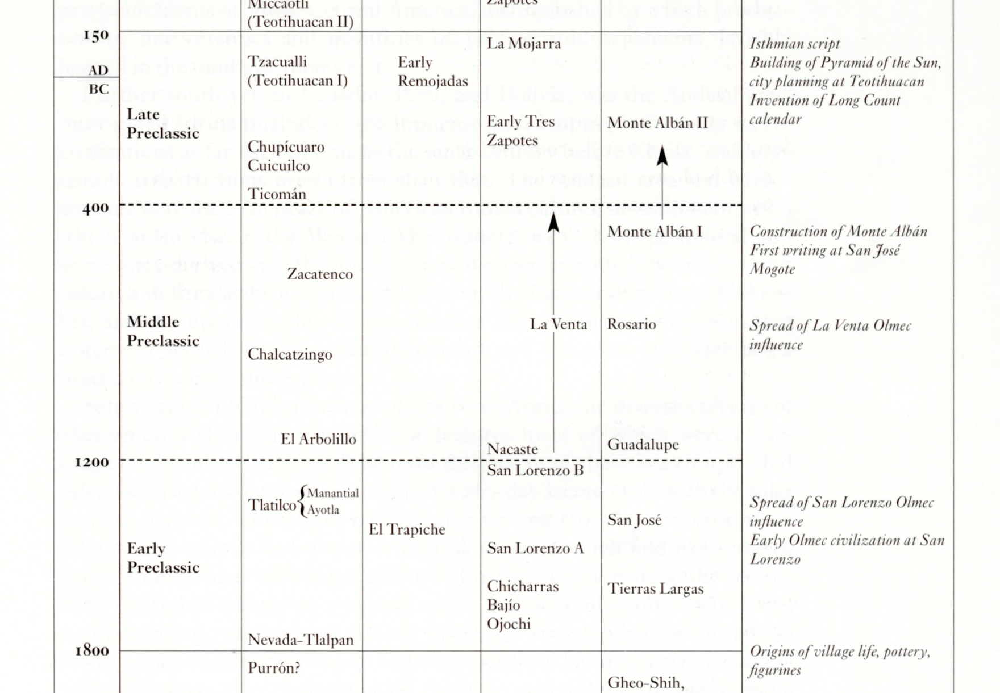 Miccaotli
(Teotihuacan II)
Zapotes
150
La Mojarra
Isthmian script
Tzacualli
Early
Building of Pyramid of the Sun,
AD
(Teotihuacan I)
Remojadas
city planning at Teotihuacan
BC
Invention of Long Count
calendar
Late
Preclassic
Early Tres
Zapotes
Monte Albán II
Chupícuaro
Cuicuilco
Ticomán
400
Monte Albán I
Construction of Monte Albán
First writing at San José
Mogote
Zacatenco
Middle
Preclassic
La Venta
Rosario
Spread of La Venta Olmec
influence
Chalcatzingo
El Arbolillo
Nacaste
Guadalupe
1200
San Lorenzo B
Tlatilco
Manantial
Ayotla
Spread of San Lorenzo Olmec
influence
San José
El Trapiche
Early Olmec civilization at San
Lorenzo
Early
Preclassic
San Lorenzo A
Chicharras
Bajío
Ojochi
Tierras Largas
Nevada-Tlalpan
1800
Origins of village life, pottery,
figurines
Purrón?
Gheo-Shih,